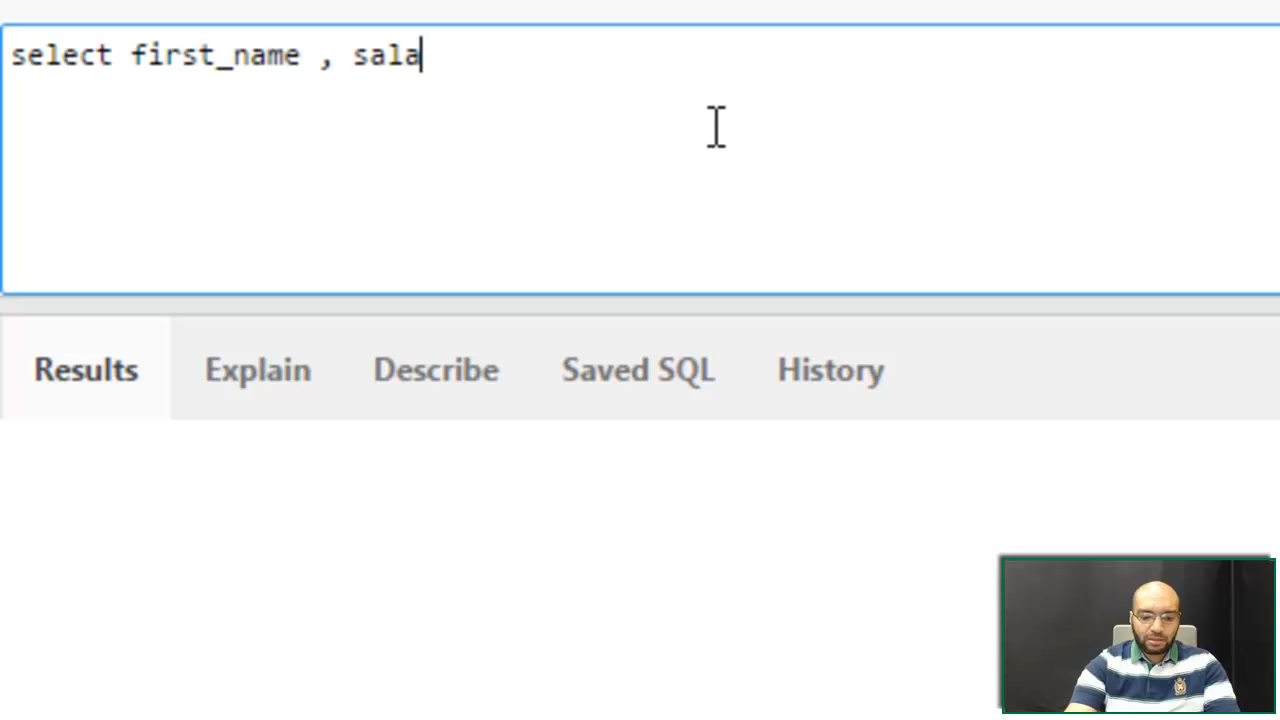 select first_name , sala
Results Explain Describe Saved SQL History